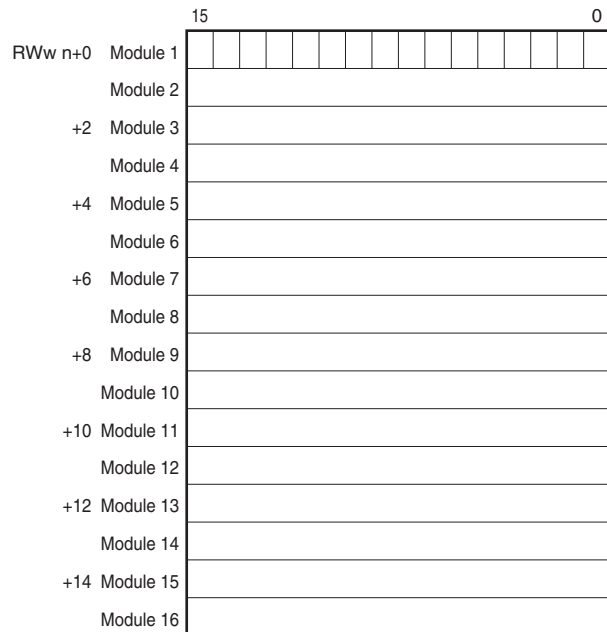 15 0
RWw n+0 Module 1
Module 2
+2 Module 3
Module 4
+4 Module 5
Module 6
+6 Module 7
Module 8
+8 Module 9
Module 10
+10 Module 11
Module 12
+12 Module 13
Module 14
+14 Module 15
Module 16